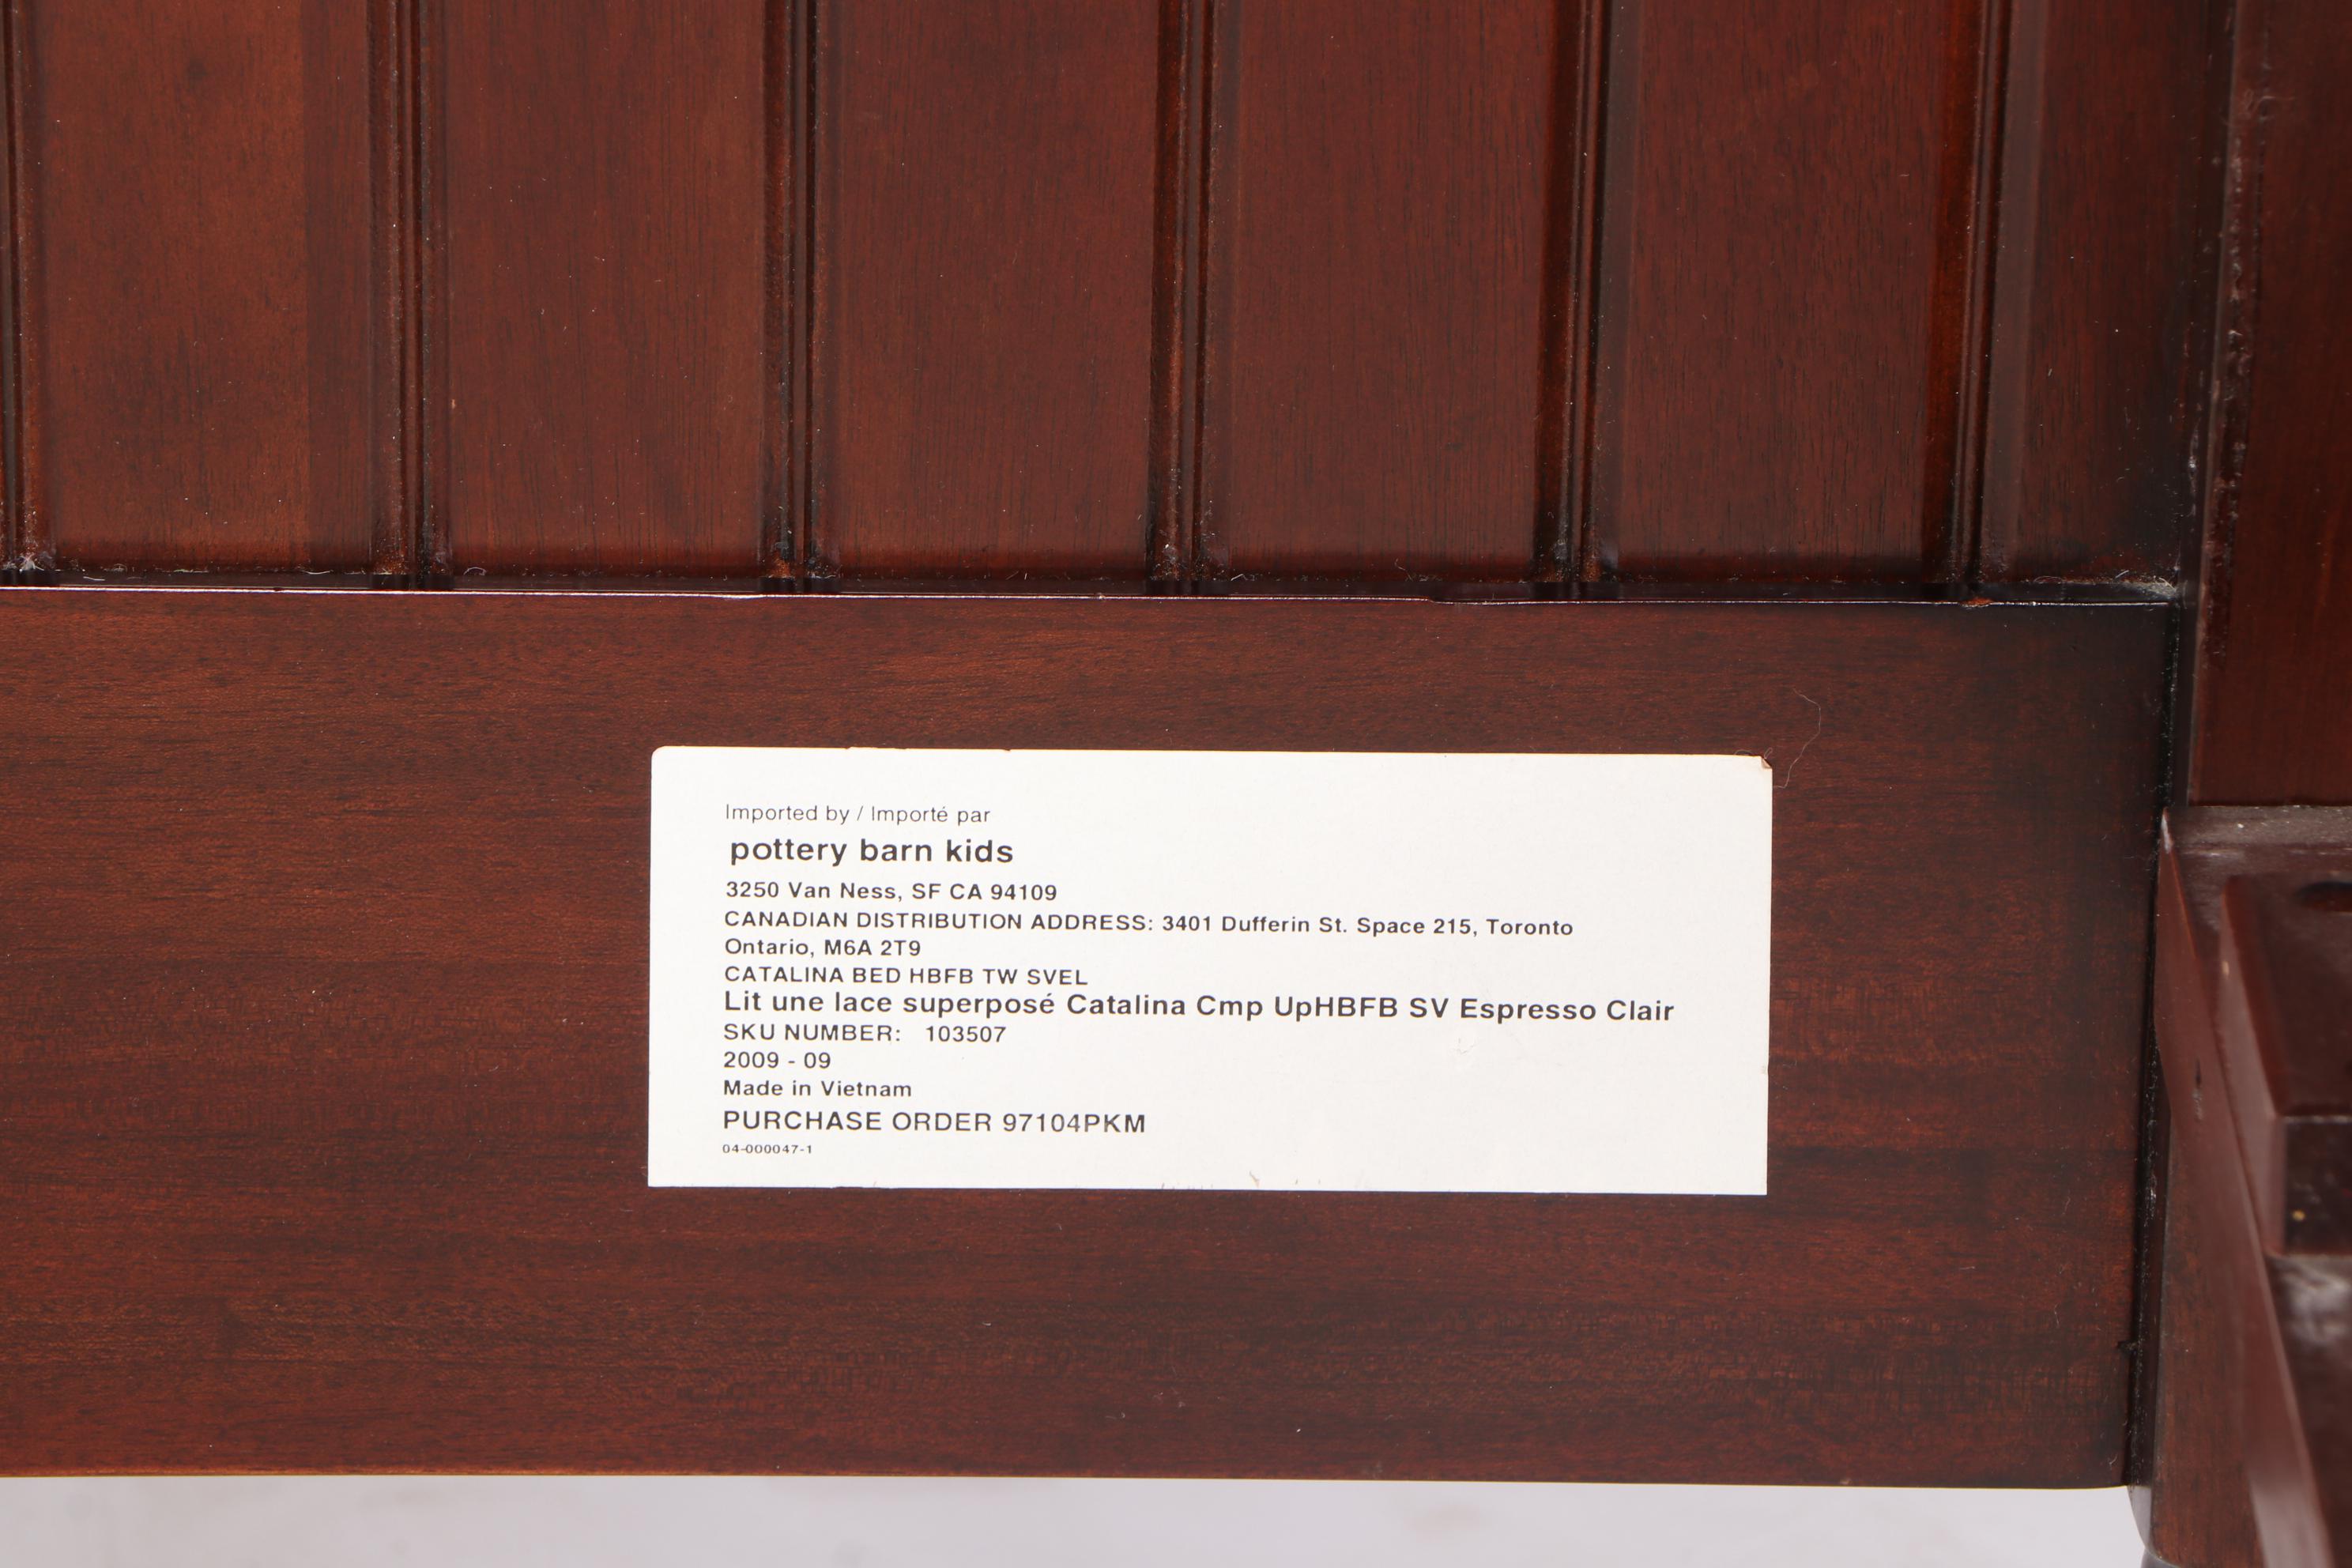 Imported by / Importé par
pottery barn kids
3250 Van Ness, SF CA 94109
CANADIAN DISTRIBUTION ADDRESS: 3401 Dufferin St. Space 215, Toronto
Ontario, M6A 2T9
CATALINA BED HBFB TW SVEL
Lit une lace superposé Catalina Cmp UpHBFB SV Espresso Clair
SKU NUMBER: 103507
2009 - 09
Made in Vietnam
PURCHASE ORDER 97104PKM
04-000047-1